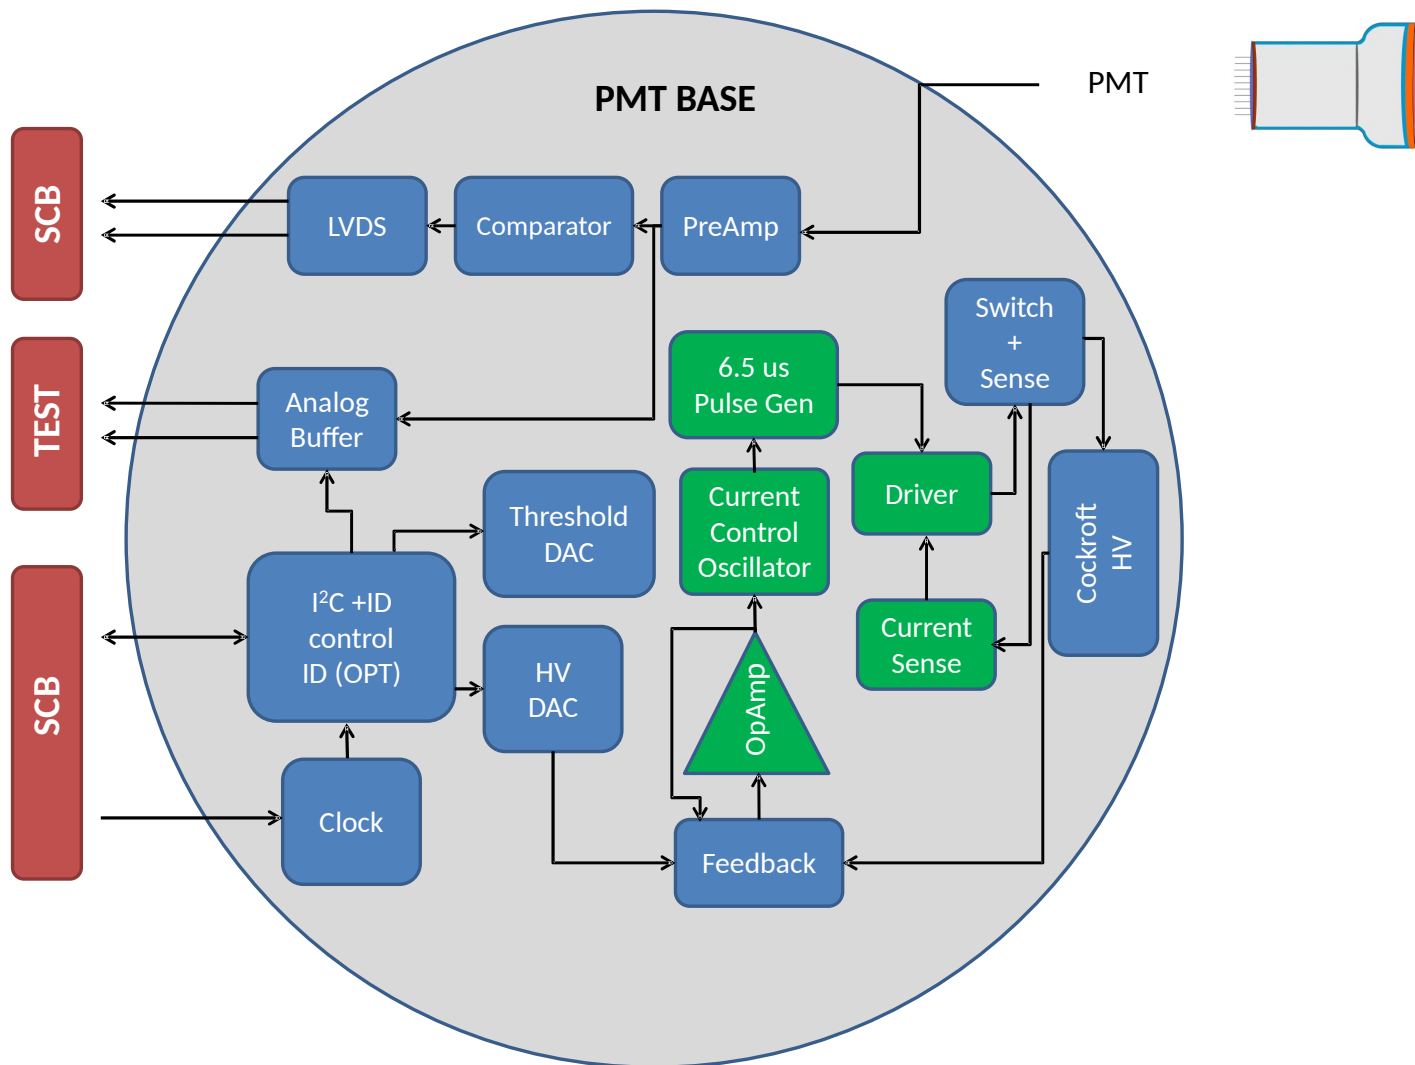 PMT BASE
PMT
SCB
LVDS
Comparator
PreAmp
Switch
+
Sense
TEST
Analog
Buffer
6.5 us
Pulse Gen
Driver
Threshold
DAC
Current
Control
Oscillator
Cockroft
HV
SCB
I²C +ID
control
ID (OPT)
HV
DAC
OpAmp
Current
Sense
Clock
Feedback